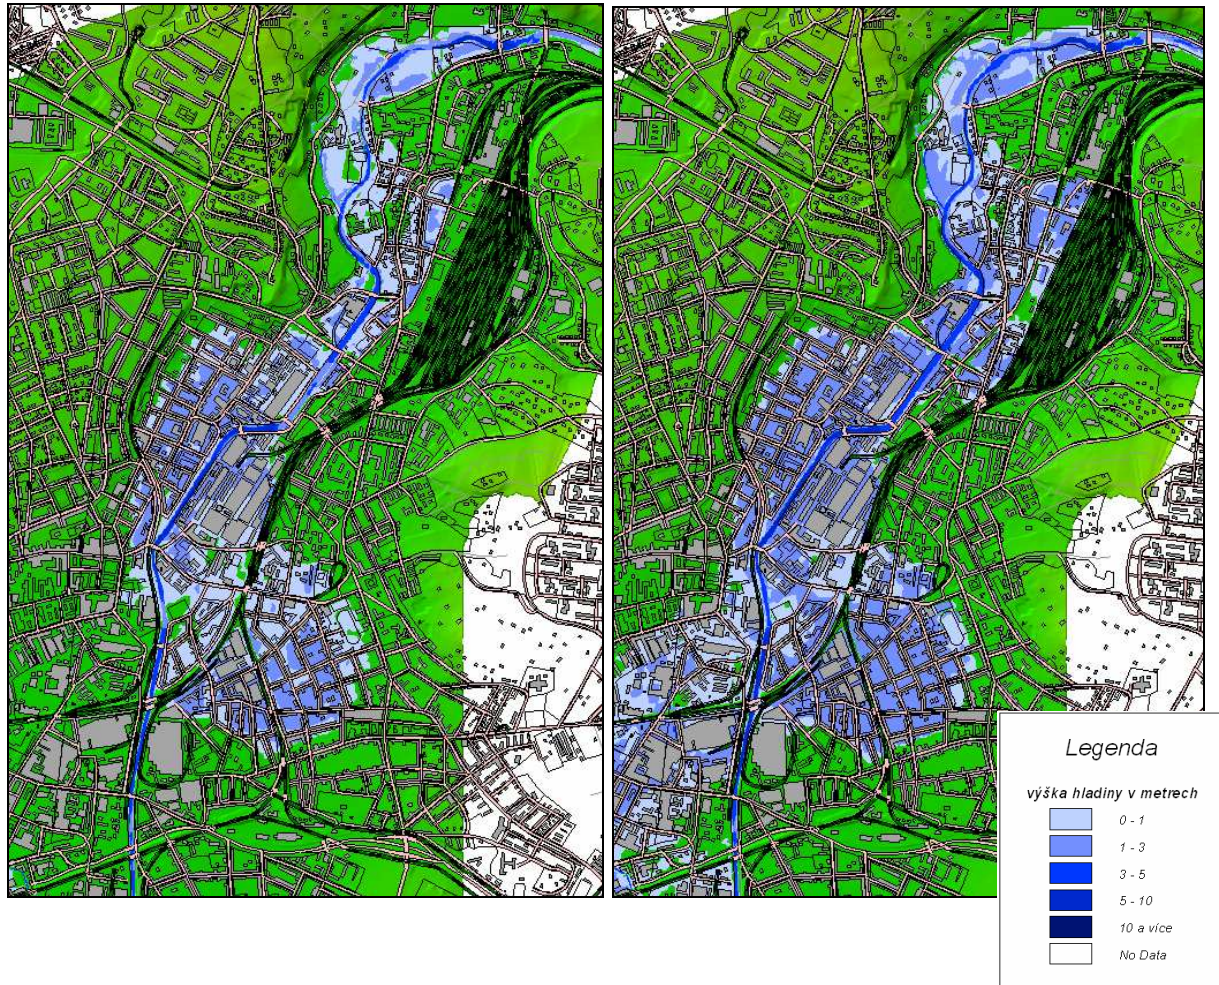 Legenda
výška hladiny v metrech
0 - 1
1 - 3
3 - 5
5 - 10
10 a více
No Data